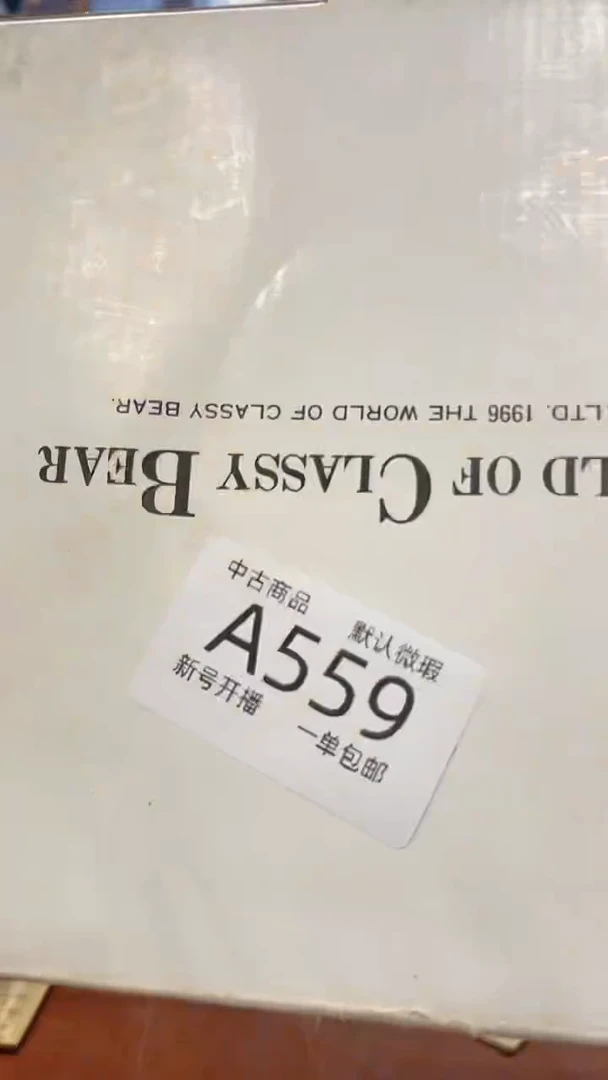 LTD. 1996 THE WORLD OF CLASSY BEAR.
LD OF CLASSY BEAR
中古商品 默认微瑕
A559
新号开播 一单包邮